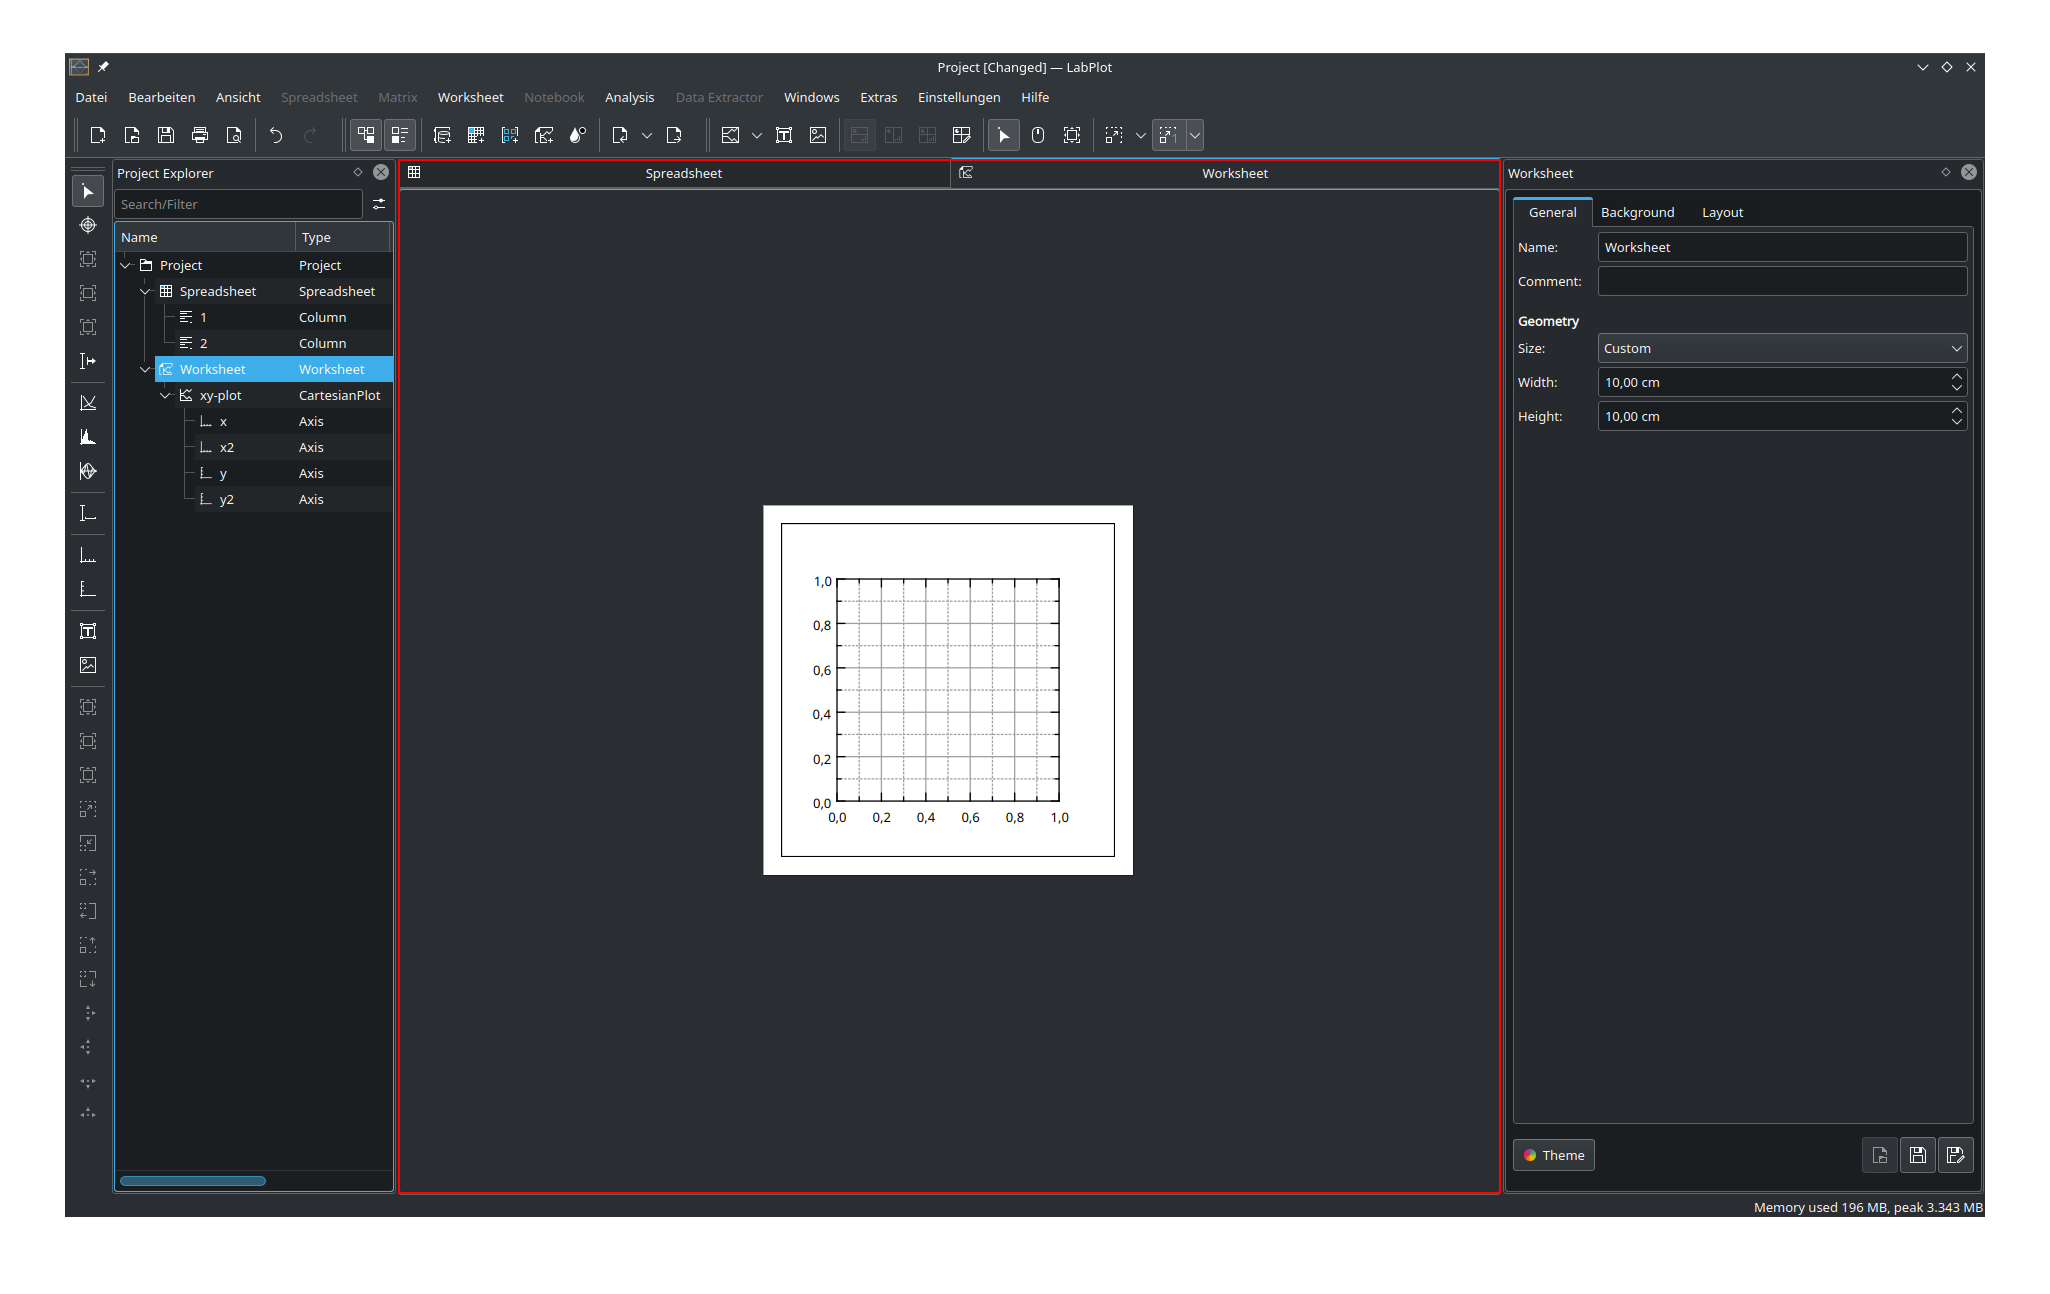 Project [Changed] — LabPlot
Datei Bearbeiten Ansicht Spreadsheet Matrix Worksheet Notebook Analysis Data Extractor Windows Extras Einstellungen Hilfe
Project Explorer
Search/Filter
Name Type
Project Project
Spreadsheet Spreadsheet
1 Column
2 Column
Worksheet Worksheet
xy-plot CartesianPlot
x Axis
x2 Axis
y Axis
y2 Axis
Spreadsheet Worksheet
1,0
0,8
0,6
0,4
0,2
0,0
0,0 0,2 0,4 0,6 0,8 1,0
Worksheet
General Background Layout
Name: Worksheet
Comment:
Geometry
Size: Custom
Width: 10,00 cm
Height: 10,00 cm
Theme
Memory used 196 MB, peak 3.343 MB